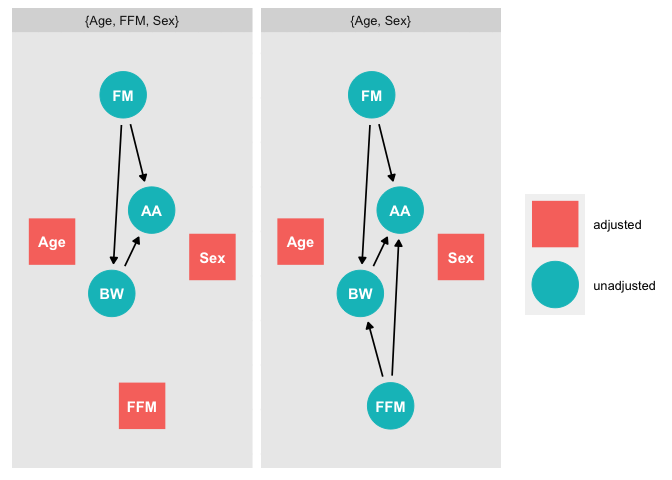 {Age, FFM, Sex}
FM
AA
Age
Sex
BW
FFM
{Age, Sex}
FM
AA
Age
Sex
BW
FFM
adjusted
unadjusted